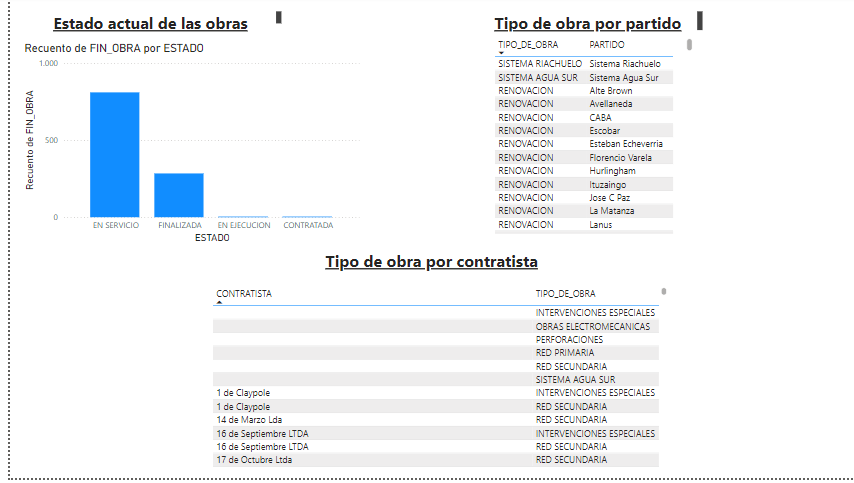 Estado actual de las obras
Recuento de FIN_OBRA por ESTADO
1.000
500
0
Recuento de FIN_OBRA
EN SERVICIO
FINALIZADA
EN EJECUCION
CONTRATADA
ESTADO
Tipo de obra por partido
TIPO_DE_OBRA PARTIDO
SISTEMA RIACHUELO Sistema Riachuelo
SISTEMA AGUA SUR Sistema Agua Sur
RENOVACION Alte Brown
RENOVACION Avellaneda
RENOVACION CABA
RENOVACION Escobar
RENOVACION Esteban Echeverria
RENOVACION Florencio Varela
RENOVACION Hurlingham
RENOVACION Ituzaingo
RENOVACION Jose C Paz
RENOVACION La Matanza
RENOVACION Lanus
Tipo de obra por contratista
CONTRATISTA TIPO_DE_OBRA
INTERVENCIONES ESPECIALES
OBRAS ELECTROMECANICAS
PERFORACIONES
RED PRIMARIA
RED SECUNDARIA
SISTEMA AGUA SUR
1 de Claypole INTERVENCIONES ESPECIALES
1 de Claypole RED SECUNDARIA
14 de Marzo Lda RED SECUNDARIA
16 de Septiembre LTDA INTERVENCIONES ESPECIALES
16 de Septiembre LTDA RED SECUNDARIA
17 de Octubre Ltda RED SECUNDARIA